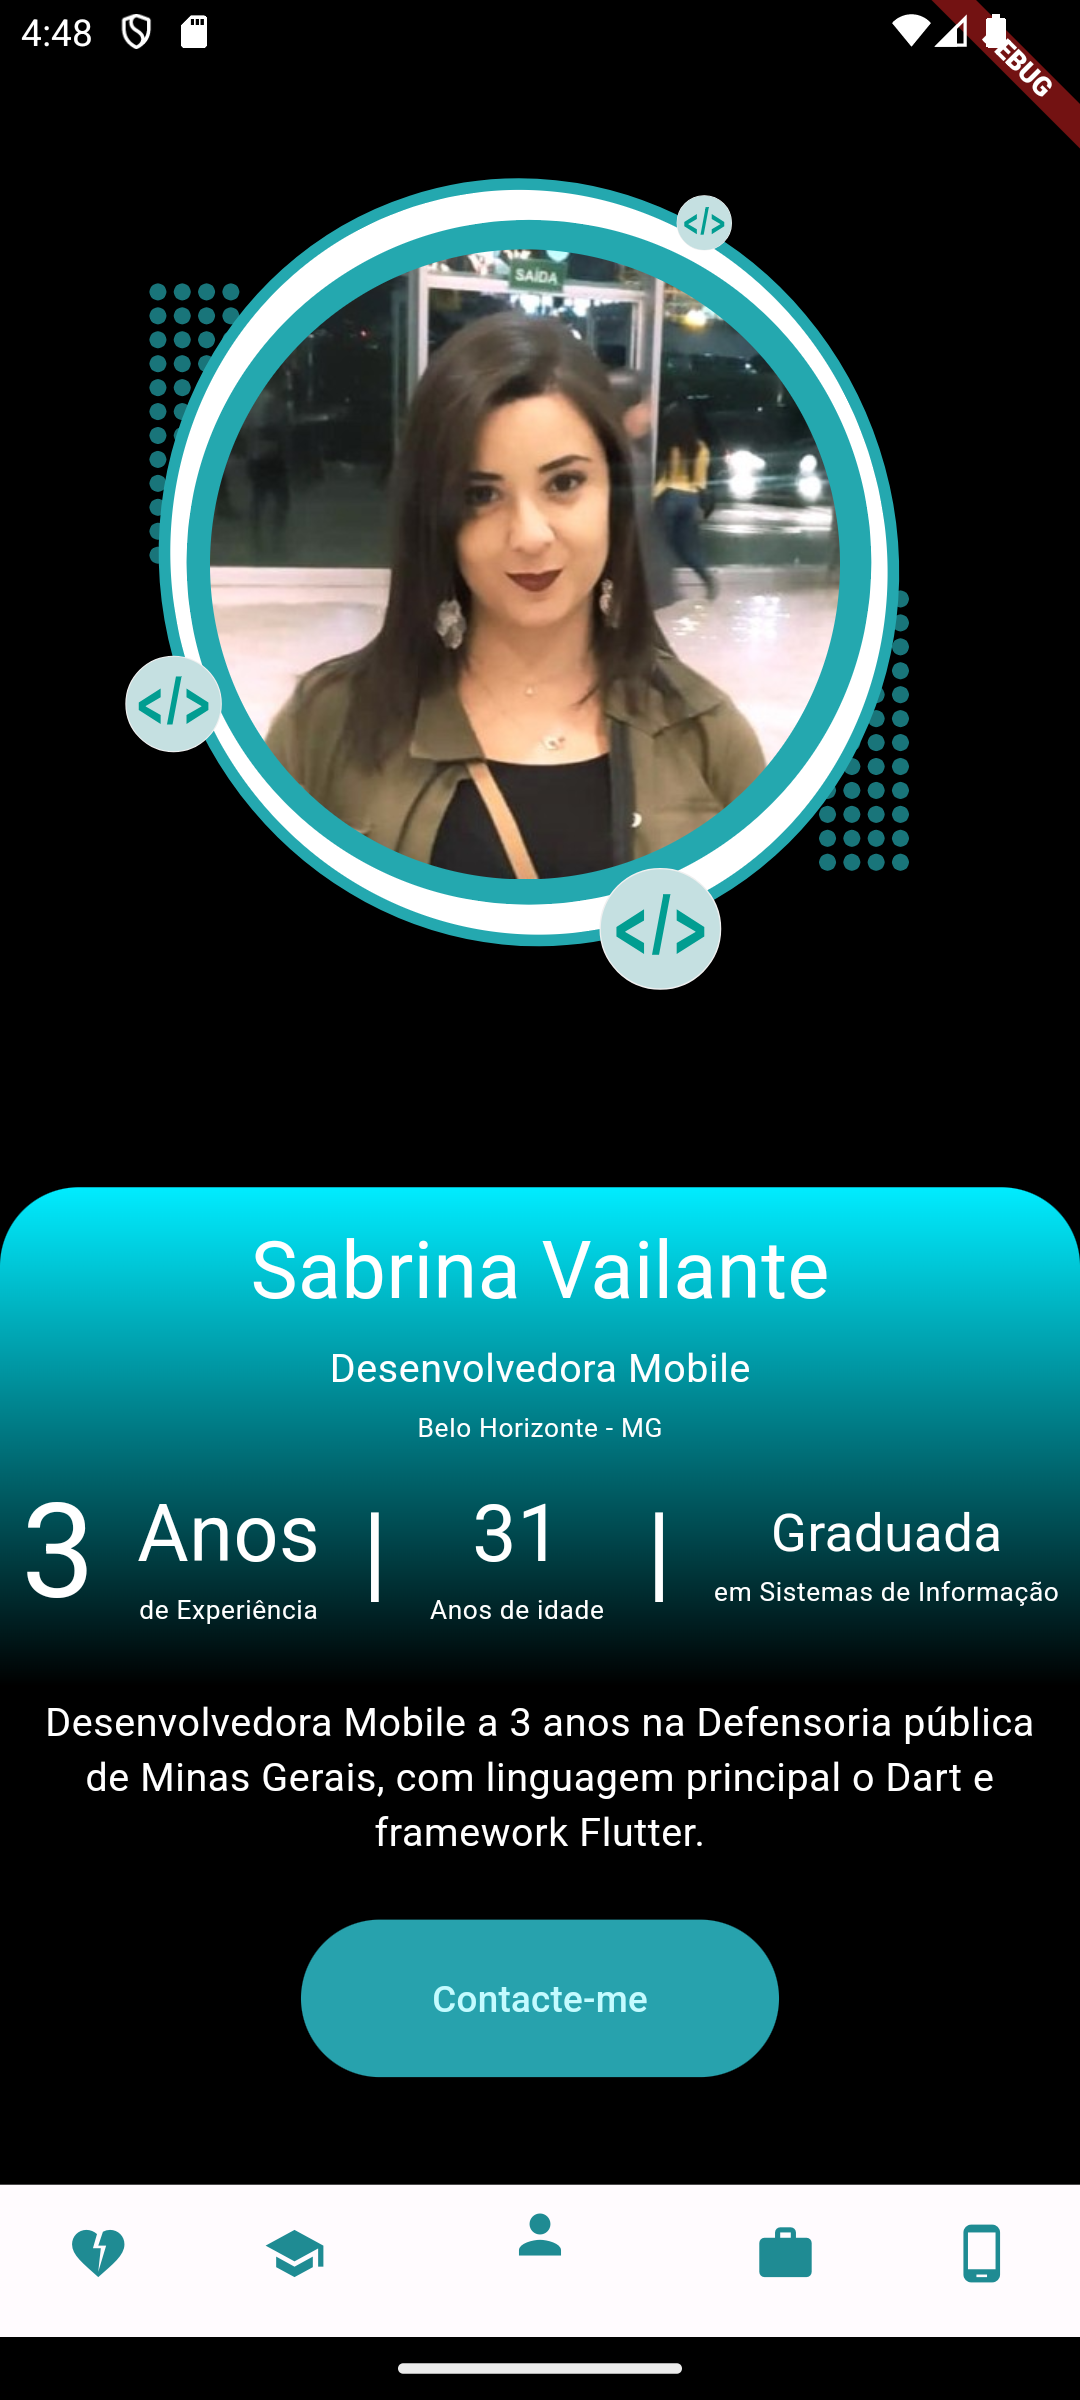 4:48
DEBUG
</>
SAÍDA
</>
</>
Sabrina Vailante
Desenvolvedora Mobile
Belo Horizonte - MG
3 Anos
de Experiência
|
31
Anos de idade
|
Graduada
em Sistemas de Informação
Desenvolvedora Mobile a 3 anos na Defensoria pública
de Minas Gerais, com linguagem principal o Dart e
framework Flutter.
Contacte-me